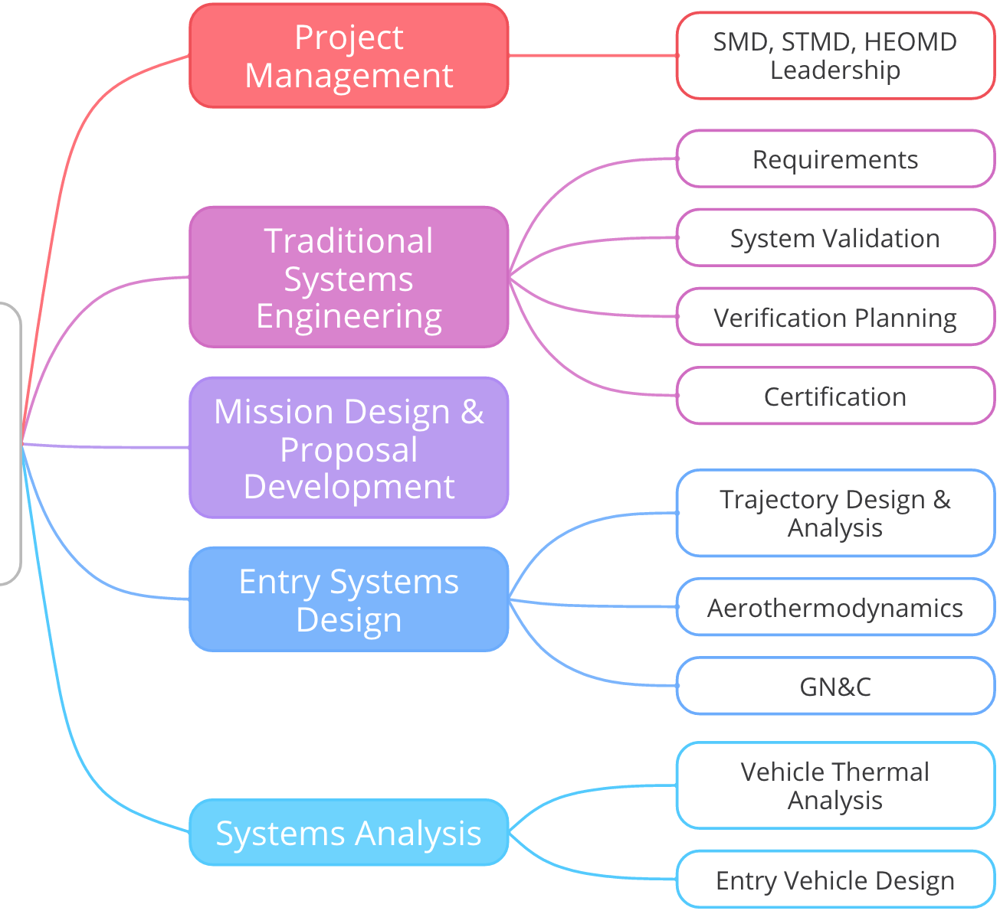 Project
Management
SMD, STMD, HEOMD
Leadership
Traditional
Systems
Engineering
Requirements
System Validation
Verification Planning
Certification
Mission Design &
Proposal
Development
Entry Systems
Design
Trajectory Design &
Analysis
Aerothermodynamics
GN&C
Systems Analysis
Vehicle Thermal
Analysis
Entry Vehicle Design